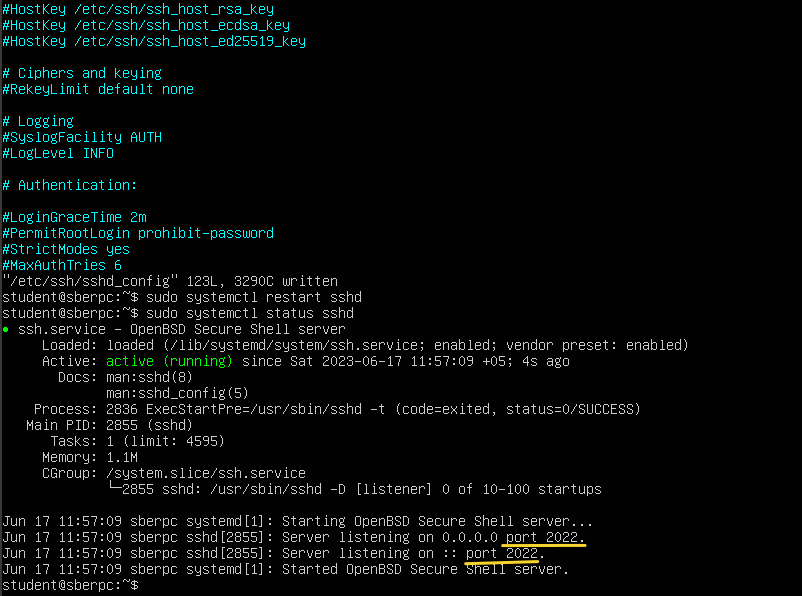 #HostKey /etc/ssh/ssh_host_rsa_key
#HostKey /etc/ssh/ssh_host_ecdsa_key
#HostKey /etc/ssh/ssh_host_ed25519_key
# Ciphers and keying
#RekeyLimit default none
# Logging
#SyslogFacility AUTH
#LogLevel INFO
# Authentication:
#LoginGraceTime 2m
#PermitRootLogin prohibit-password
#StrictModes yes
#MaxAuthTries 6
"/etc/ssh/sshd_config" 123L, 3290C written
student@sberpc:~$ sudo systemctl restart sshd
student@sberpc:~$ sudo systemctl status sshd
● ssh.service - OpenBSD Secure Shell server
Loaded: loaded (/lib/systemd/system/ssh.service; enabled; vendor preset: enabled)
Active: active (running) since Sat 2023-06-17 11:57:09 +05; 4s ago
Docs: man:sshd(8)
man:sshd_config(5)
Process: 2836 ExecStartPre=/usr/sbin/sshd -t (code=exited, status=0/SUCCESS)
Main PID: 2855 (sshd)
Tasks: 1 (limit: 4595)
Memory: 1.1M
CGroup: /system.slice/ssh.service
└─2855 sshd: /usr/sbin/sshd -D [listener] 0 of 10-100 startups
Jun 17 11:57:09 sberpc systemd[1]: Starting OpenBSD Secure Shell server...
Jun 17 11:57:09 sberpc sshd[2855]: Server listening on 0.0.0.0 port 2022.
Jun 17 11:57:09 sberpc sshd[2855]: Server listening on :: port 2022.
Jun 17 11:57:09 sberpc systemd[1]: Started OpenBSD Secure Shell server.
student@sberpc:~$